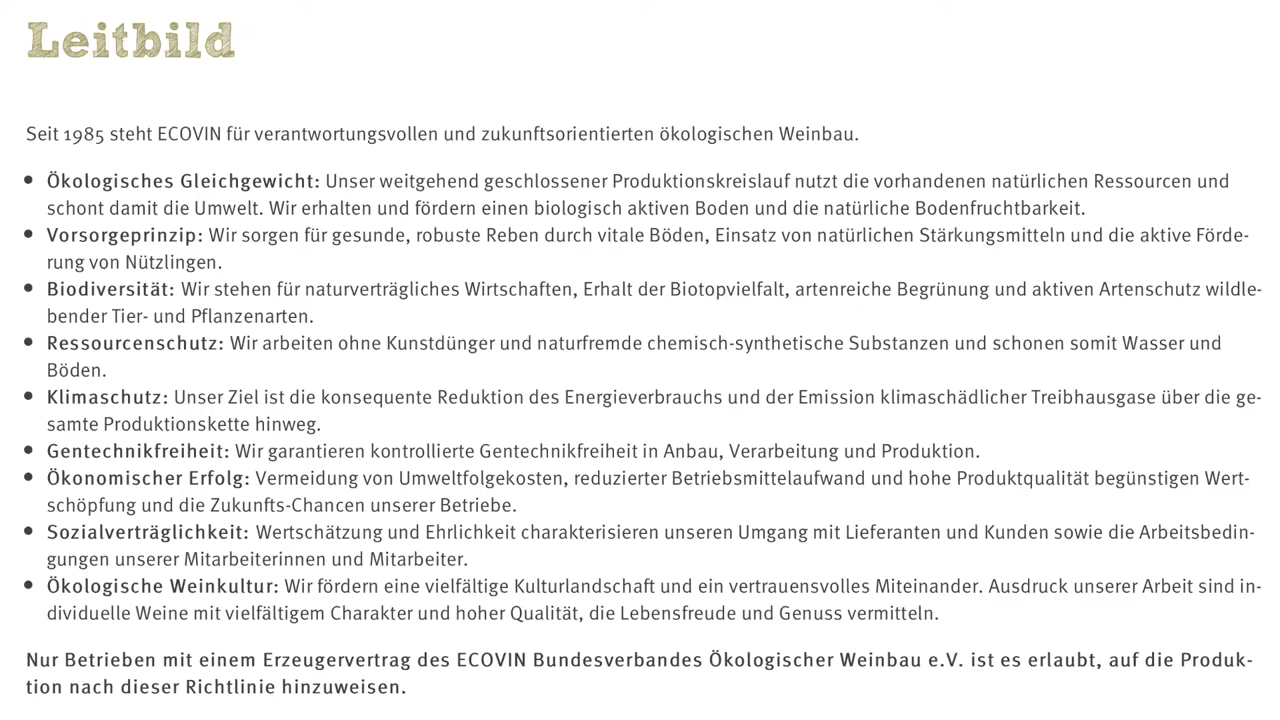 Leitbild
Seit 1985 steht ECOVIN für verantwortungsvollen und zukunftsorientierten ökologischen Weinbau.
• Ökologisches Gleichgewicht: Unser weitgehend geschlossener Produktionskreislauf nutzt die vorhandenen natürlichen Ressourcen und
schont damit die Umwelt. Wir erhalten und fördern einen biologisch aktiven Boden und die natürliche Bodenfruchtbarkeit.
• Vorsorgeprinzip: Wir sorgen für gesunde, robuste Reben durch vitale Böden, Einsatz von natürlichen Stärkungsmitteln und die aktive Förde-
rung von Nützlingen.
• Biodiversität: Wir stehen für naturverträgliches Wirtschaften, Erhalt der Biotopvielfalt, artenreiche Begrünung und aktiven Artenschutz wildle-
bender Tier- und Pflanzenarten.
• Ressourcenschutz: Wir arbeiten ohne Kunstdünger und naturfremde chemisch-synthetische Substanzen und schonen somit Wasser und
Böden.
• Klimaschutz: Unser Ziel ist die konsequente Reduktion des Energieverbrauchs und der Emission klimaschädlicher Treibhausgase über die ge-
samte Produktionskette hinweg.
• Gentechnikfreiheit: Wir garantieren kontrollierte Gentechnikfreiheit in Anbau, Verarbeitung und Produktion.
• Ökonomischer Erfolg: Vermeidung von Umweltfolgekosten, reduzierter Betriebsmittelaufwand und hohe Produktqualität begünstigen Wert-
schöpfung und die Zukunfts-Chancen unserer Betriebe.
• Sozialverträglichkeit: Wertschätzung und Ehrlichkeit charakterisieren unseren Umgang mit Lieferanten und Kunden sowie die Arbeitsbedin-
gungen unserer Mitarbeiterinnen und Mitarbeiter.
• Ökologische Weinkultur: Wir fördern eine vielfältige Kulturlandschaft und ein vertrauensvolles Miteinander. Ausdruck unserer Arbeit sind in-
dividuelle Weine mit vielfältigem Charakter und hoher Qualität, die Lebensfreude und Genuss vermitteln.
Nur Betrieben mit einem Erzeugervertrag des ECOVIN Bundesverbandes Ökologischer Weinbau e.V. ist es erlaubt, auf die Produk-
tion nach dieser Richtlinie hinzuweisen.